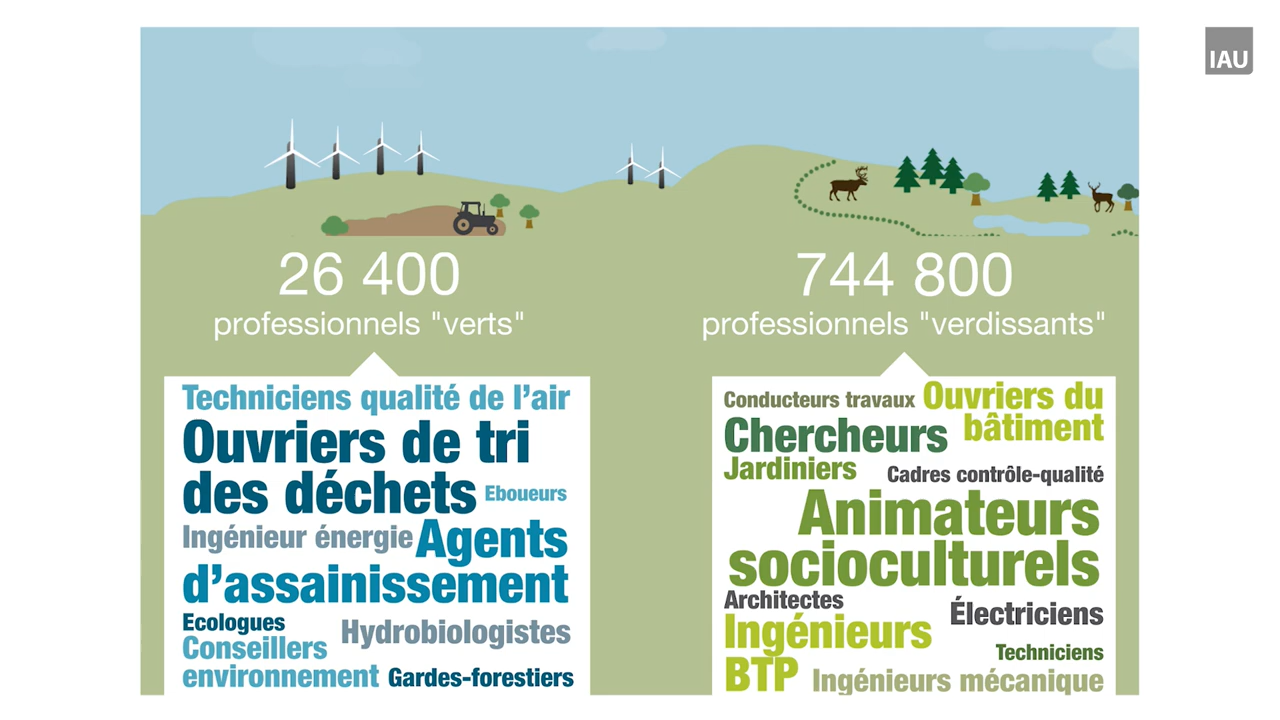 IAU
26 400
professionnels "verts"
Techniciens qualité de l’air
Ouvriers de tri
des déchets Eboueurs
Ingénieur énergie Agents
d’assainissement
Ecologues
Conseillers
environnement
Hydrobiologistes
Gardes-forestiers
744 800
professionnels "verdissants"
Conducteurs travaux
Ouvriers du
bâtiment
Chercheurs
Jardiniers
Cadres contrôle-qualité
Animateurs
socioculturels
Architectes
Électriciens
Ingénieurs
BTP
Techniciens
Ingénieurs mécanique